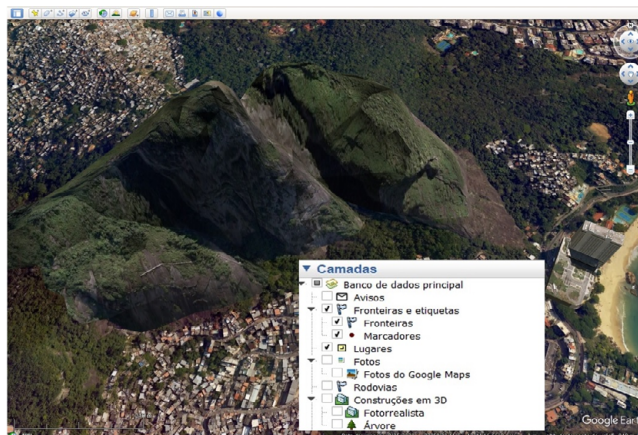 Camadas
Banco de dados principal
Avisos
Fronteiras e etiquetas
Fronteiras
Marcadores
Lugares
Fotos
Fotos do Google Maps
Rodovias
Construções em 3D
Fotorrealista
Árvore
Google Eart